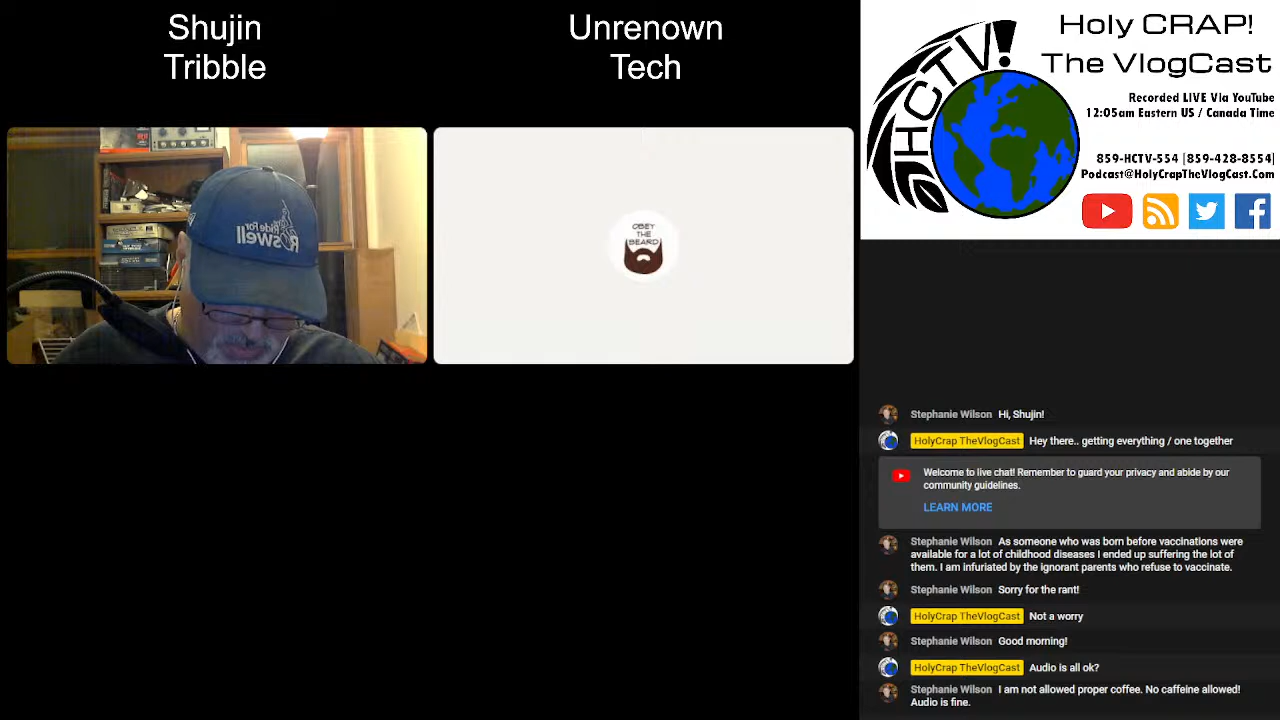 Shujin
Tribble
Unrenown
Tech
The Ride For
Roswell
OBEY
THE
BEARD
HCTV!
Holy CRAP!
The VlogCast
Recorded LIVE Via YouTube
12:05am Eastern US / Canada Time
859-HCTV-554 [859-428-8554]
Podcast@HolyCrapTheVlogCast.Com
Stephanie Wilson Hi, Shujin!
HolyCrap TheVlogCast Hey there.. getting everything / one together
Welcome to live chat! Remember to guard your privacy and abide by our
community guidelines.
LEARN MORE
Stephanie Wilson As someone who was born before vaccinations were
available for a lot of childhood diseases I ended up suffering the lot of
them. I am infuriated by the ignorant parents who refuse to vaccinate.
Stephanie Wilson Sorry for the rant!
HolyCrap TheVlogCast Not a worry
Stephanie Wilson Good morning!
HolyCrap TheVlogCast Audio is all ok?
Stephanie Wilson I am not allowed proper coffee. No caffeine allowed!
Audio is fine.